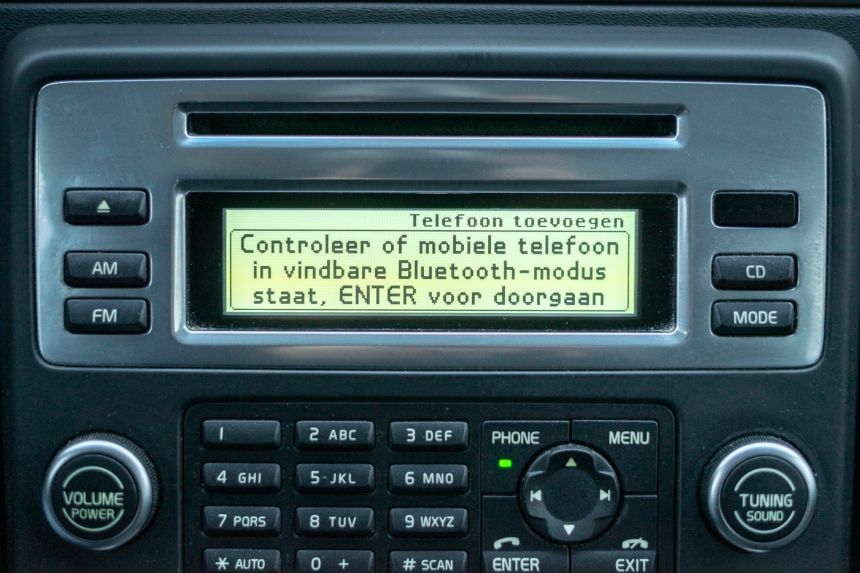 Telefoon toevoegen
Controleer of mobiele telefoon
in vindbare Bluetooth-modus
staat, ENTER voor doorgaan
AM
CD
FM
MODE
1
2 ABC
3 DEF
PHONE
MENU
4 GHI
5 JKL
6 MNO
VOLUME
POWER
TUNING
SOUND
7 PQRS
8 TUV
9 WXYZ
* AUTO
0 +
# SCAN
ENTER
EXIT